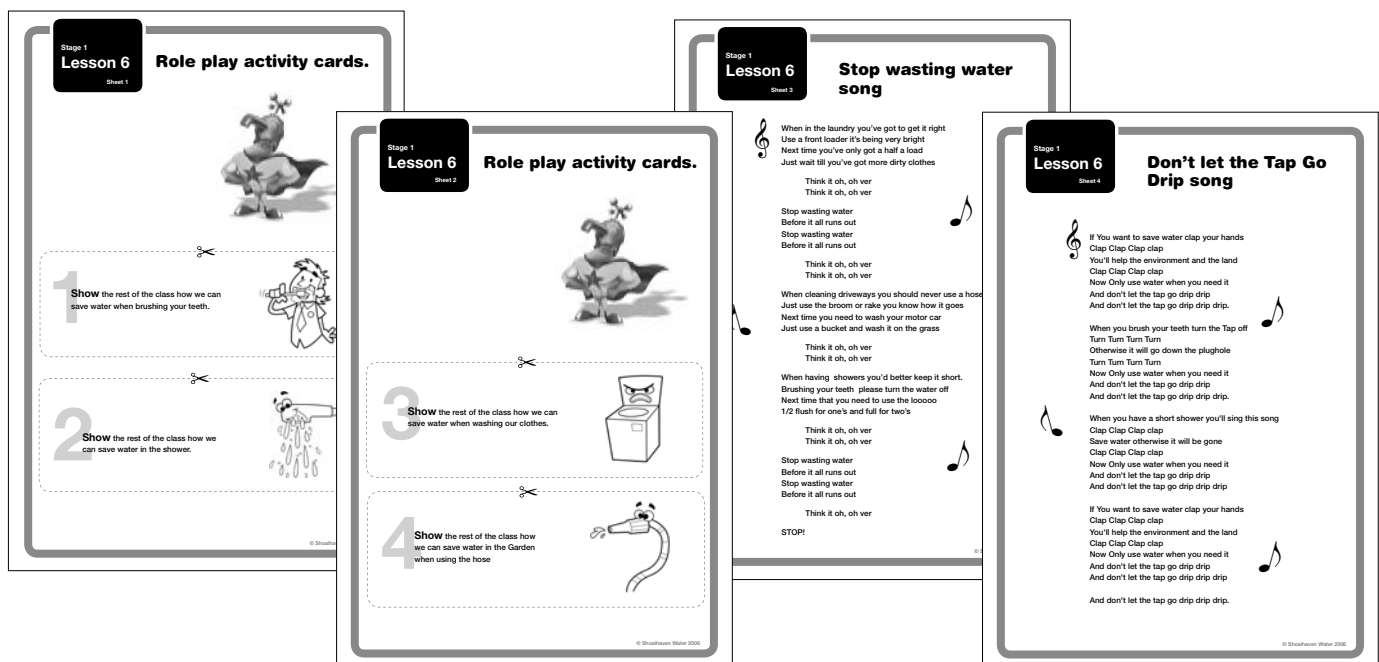 Stage 1
Lesson 6
Sheet 1
Role play activity cards.
1
Show the rest of the class how we can
save water when brushing your teeth.
2
Show the rest of the class how we
can save water in the shower.
Stage 1
Lesson 6
Sheet 2
Role play activity cards.
3
Show the rest of the class how we can
save water when washing our clothes.
4
Show the rest of the class how
we can save water in the Garden
when using the hose
© Shoalhaven Water 2006
Stage 1
Lesson 6
Sheet 3
Stop wasting water
song
When in the laundry you've got to get it right
Use a front loader it's being very bright
Next time you've only got a half a load
Just wait till you've got more dirty clothes
Think it oh, oh ver
Think it oh, oh ver
Stop wasting water
Before it all runs out
Stop wasting water
Before it all runs out
Think it oh, oh ver
Think it oh, oh ver
When cleaning driveways you should never use a hose
Just use the broom or rake you know how it goes
Next time you need to wash your motor car
Just use a bucket and wash it on the grass
Think it oh, oh ver
Think it oh, oh ver
When having showers you'd better keep it short.
Brushing your teeth please turn the water off
Next time that you need to use the looooo
1/2 flush for one's and full for two's
Think it oh, oh ver
Think it oh, oh ver
Stop wasting water
Before it all runs out
Stop wasting water
Before it all runs out
Think it oh, oh ver
STOP!
Stage 1
Lesson 6
Sheet 4
Don't let the Tap Go
Drip song
If You want to save water clap your hands
Clap Clap Clap clap
You'll help the environment and the land
Clap Clap Clap clap
Now Only use water when you need it
And don't let the tap go drip drip
And don't let the tap go drip drip drip.
When you brush your teeth turn the Tap off
Turn Turn Turn Turn
Otherwise it will go down the plughole
Turn Turn Turn Turn
Now Only use water when you need it
And don't let the tap go drip drip
And don't let the tap go drip drip drip.
When you have a short shower you'll sing this song
Clap Clap Clap clap
Save water otherwise it will be gone
Clap Clap Clap clap
Now Only use water when you need it
And don't let the tap go drip drip
And don't let the tap go drip drip drip
If You want to save water clap your hands
Clap Clap Clap clap
You'll help the environment and the land
Clap Clap Clap clap
Now Only use water when you need it
And don't let the tap go drip drip
And don't let the tap go drip drip drip
And don't let the tap go drip drip drip.
© Shoalhaven Water 2006